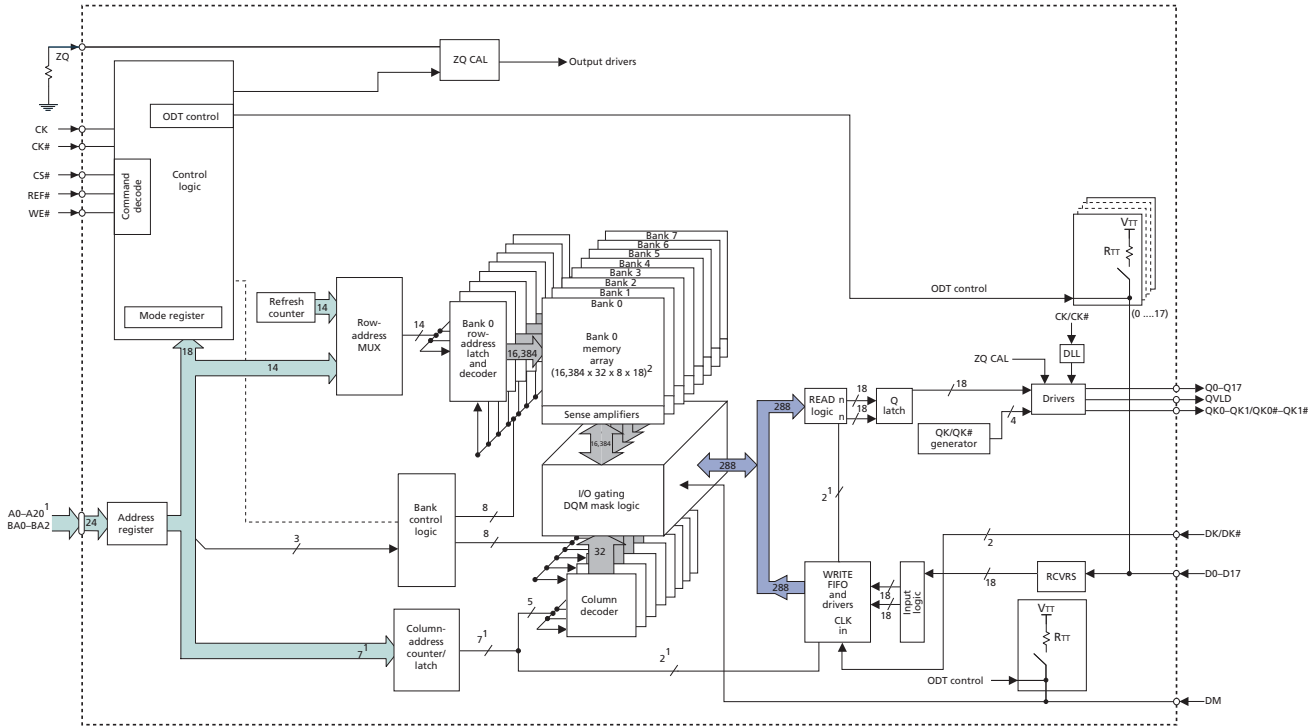 ZQ
ZQ CAL
Output drivers
ODT control
CK
CK#
CS#
REF#
WE#
Command
decode
Control
logic
Mode register
18
14
Refresh
counter
14
Row-
address
MUX
14
Bank 0
row-
address
latch
and
decoder
16,384
Bank 7
Bank 6
Bank 5
Bank 4
Bank 3
Bank 2
Bank 1
Bank 0
Bank 0
memory
array
(16,384 x 32 x 8 x 18)2
Sense amplifiers
16,384
I/O gating
DQM mask logic
32
Column
decoder
5
A0–A201
BA0–BA2
24
Address
register
3
Bank
control
logic
8
8
71
Column-
address
counter/
latch
71
21
288
288
288
READ
logic
n
n
18
18
Q
latch
18
21
QK/QK#
generator
4
ZQ CAL
CK/CK#
DLL
Drivers
ODT control
VTT
RTT
(0 ....17)
Q0–Q17
QVLD
QK0–QK1/QK0#–QK1#
WRITE
FIFO
and
drivers
CLK
in
18
18
Input
logic
18
RCVRS
2
DK/DK#
D0–D17
VTT
RTT
ODT control
DM